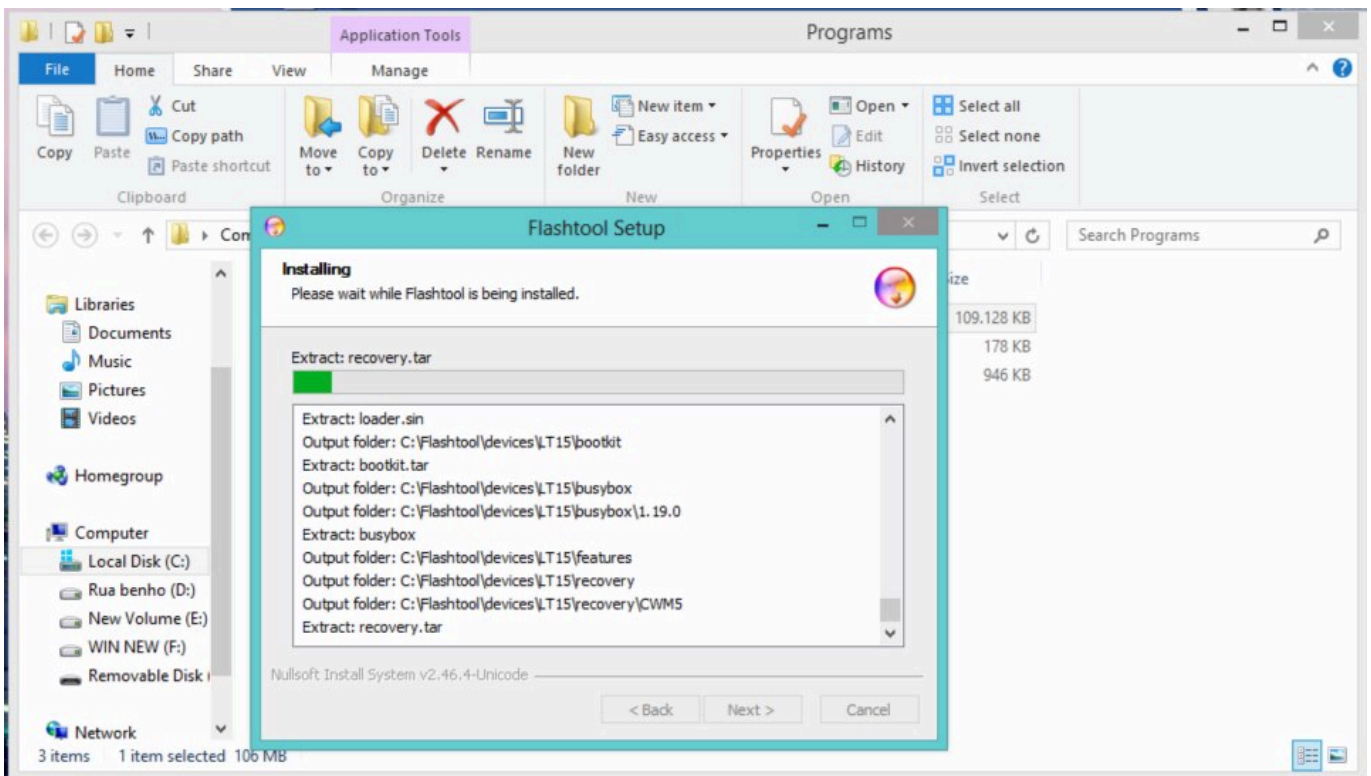 Application Tools
Programs
File
Home
Share
View
Manage
Copy
Paste
Cut
Copy path
Paste shortcut
Clipboard
Move to
Copy to
Delete
Rename
Organize
New folder
New item
Easy access
New
Properties
Open
Edit
History
Open
Select all
Select none
Invert selection
Select
Search Programs
Libraries
Documents
Music
Pictures
Videos
Homegroup
Computer
Local Disk (C:)
Rua benho (D:)
New Volume (E:)
WIN NEW (F:)
Removable Disk
Network
109.128 KB
178 KB
946 KB
Flashtool Setup
Installing
Please wait while Flashtool is being installed.
Extract: recovery.tar
Extract: loader.sin
Output folder: C:\Flashtool\devices\LT15\bootkit
Extract: bootkit.tar
Output folder: C:\Flashtool\devices\LT15\busybox
Output folder: C:\Flashtool\devices\LT15\busybox\1.19.0
Extract: busybox
Output folder: C:\Flashtool\devices\LT15\features
Output folder: C:\Flashtool\devices\LT15\recovery
Output folder: C:\Flashtool\devices\LT15\recovery\CWM5
Extract: recovery.tar
Nullsoft Install System v2.46.4-Unicode
< Back
Next >
Cancel
3 items
1 item selected 106 MB